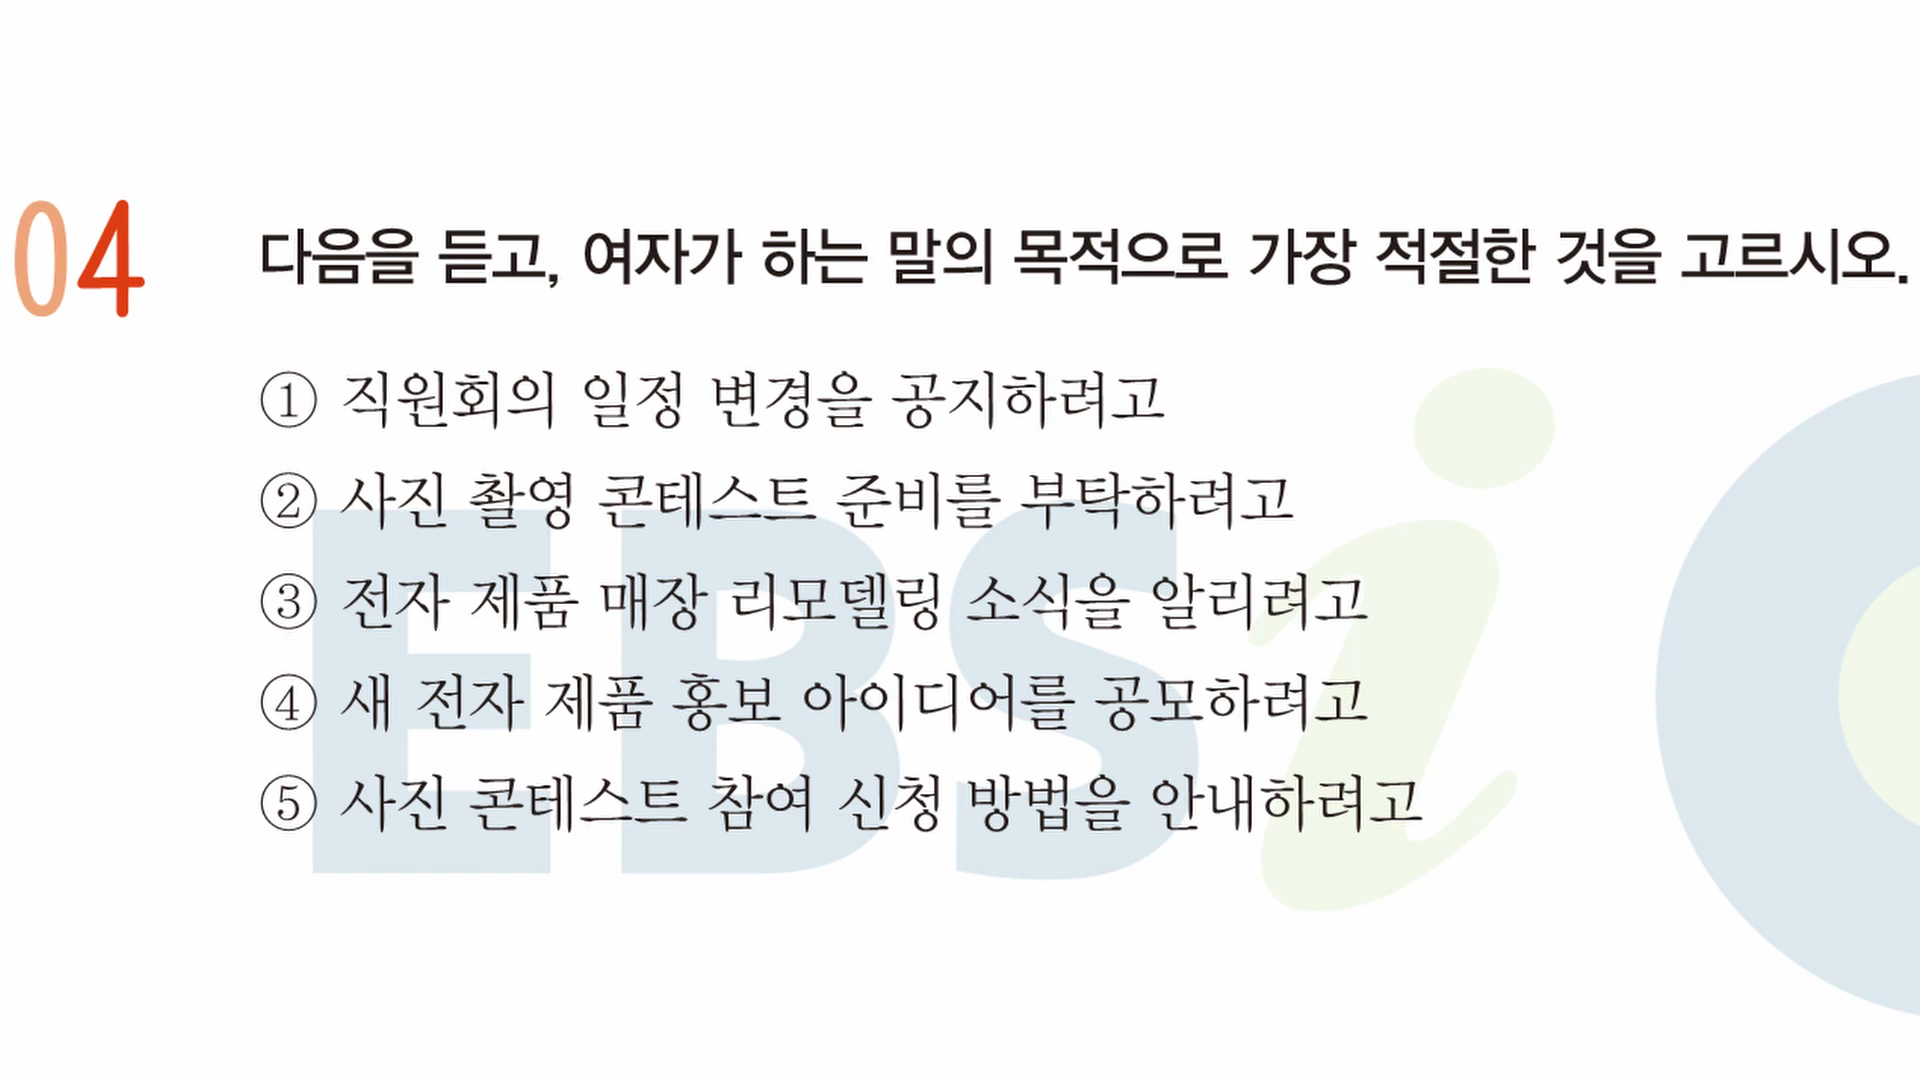 04 다음을 듣고, 여자가 하는 말의 목적으로 가장 적절한 것을 고르시오.
① 직원회의 일정 변경을 공지하려고
② 사진 촬영 콘테스트 준비를 부탁하려고
③ 전자 제품 매장 리모델링 소식을 알리려고
④ 새 전자 제품 홍보 아이디어를 공모하려고
⑤ 사진 콘테스트 참여 신청 방법을 안내하려고
EBSi